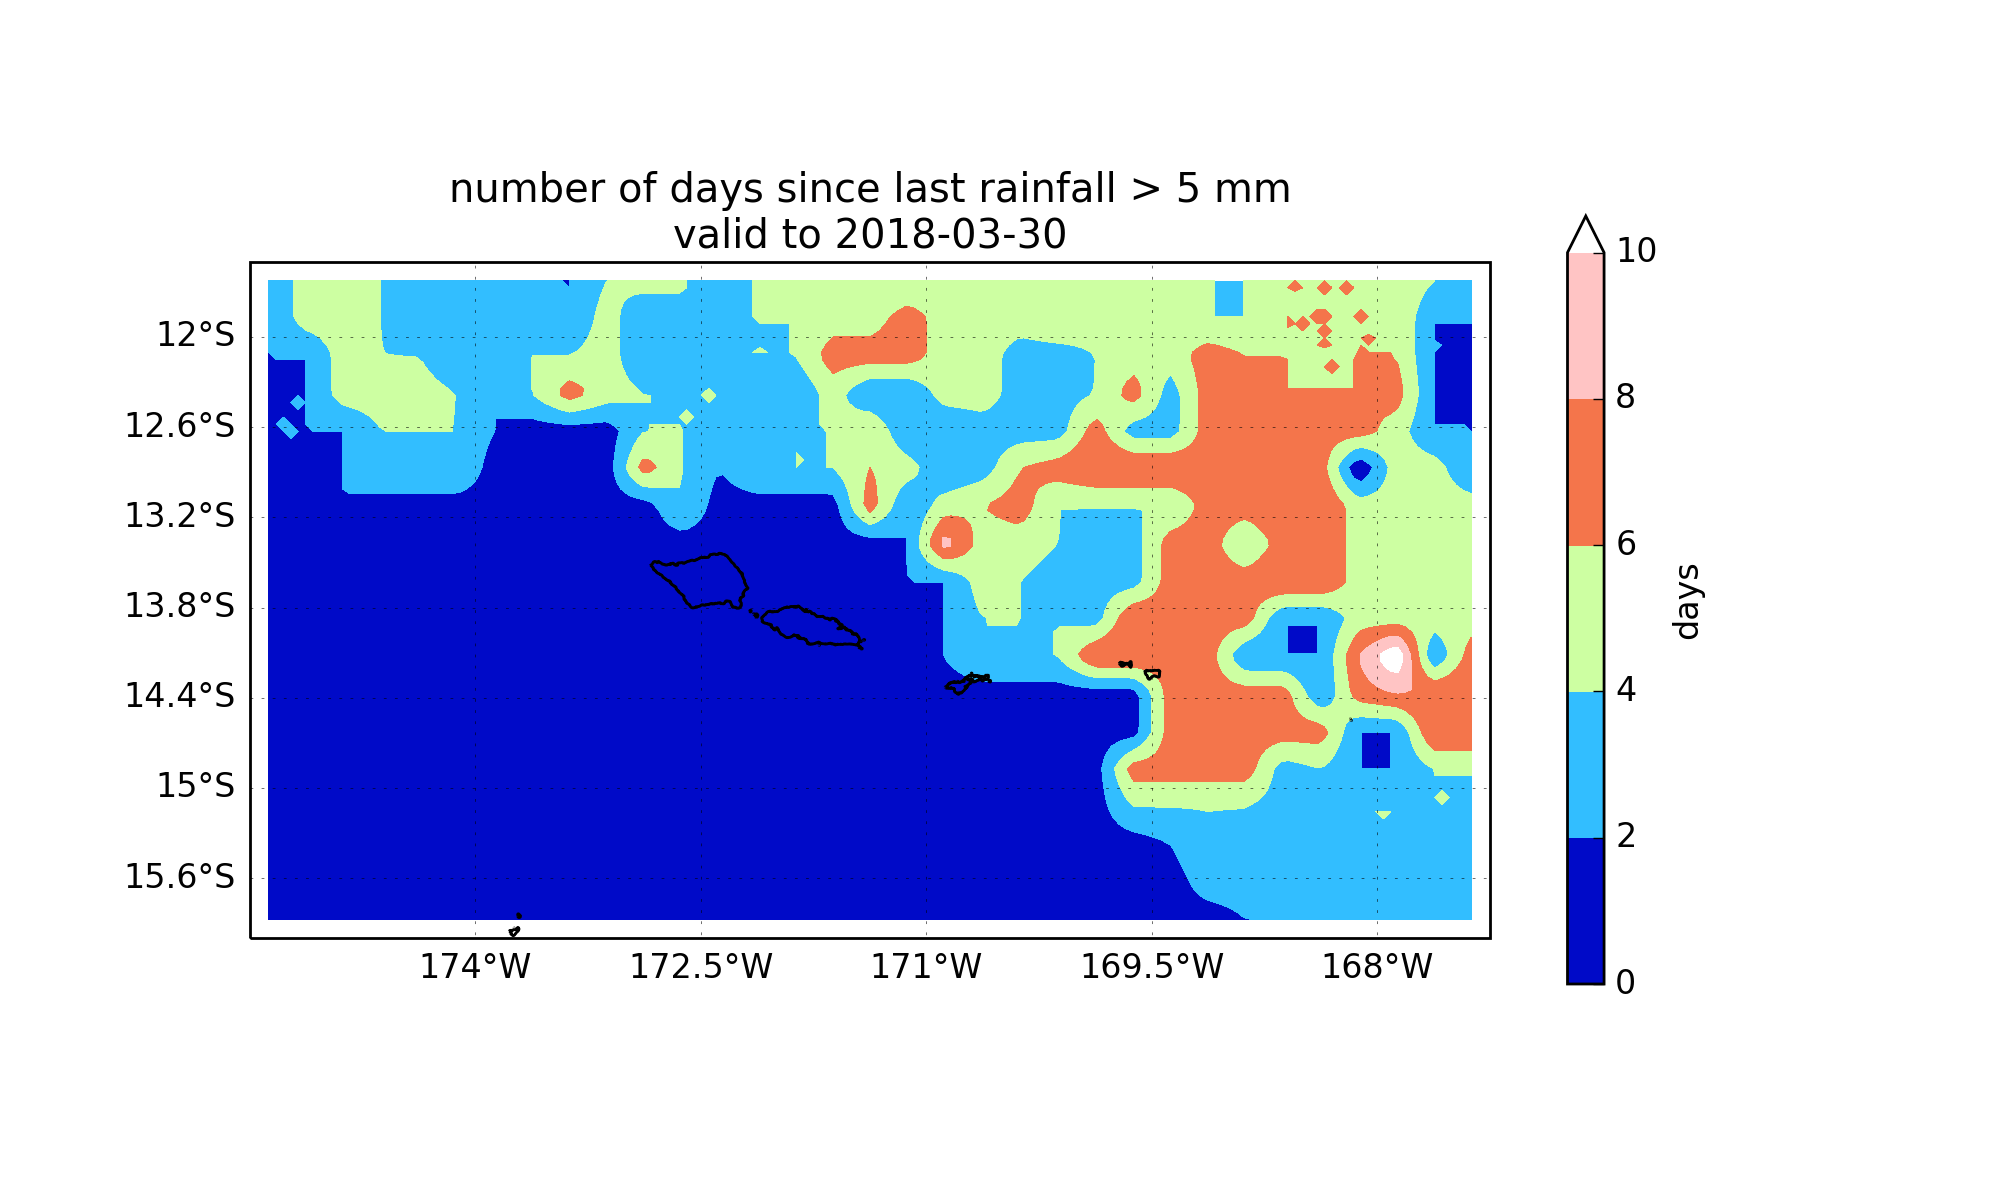 number of days since last rainfall > 5 mm
valid to 2018-03-30
12°S
12.6°S
13.2°S
13.8°S
14.4°S
15°S
15.6°S
174°W
172.5°W
171°W
169.5°W
168°W
10
8
6
4
2
0
days